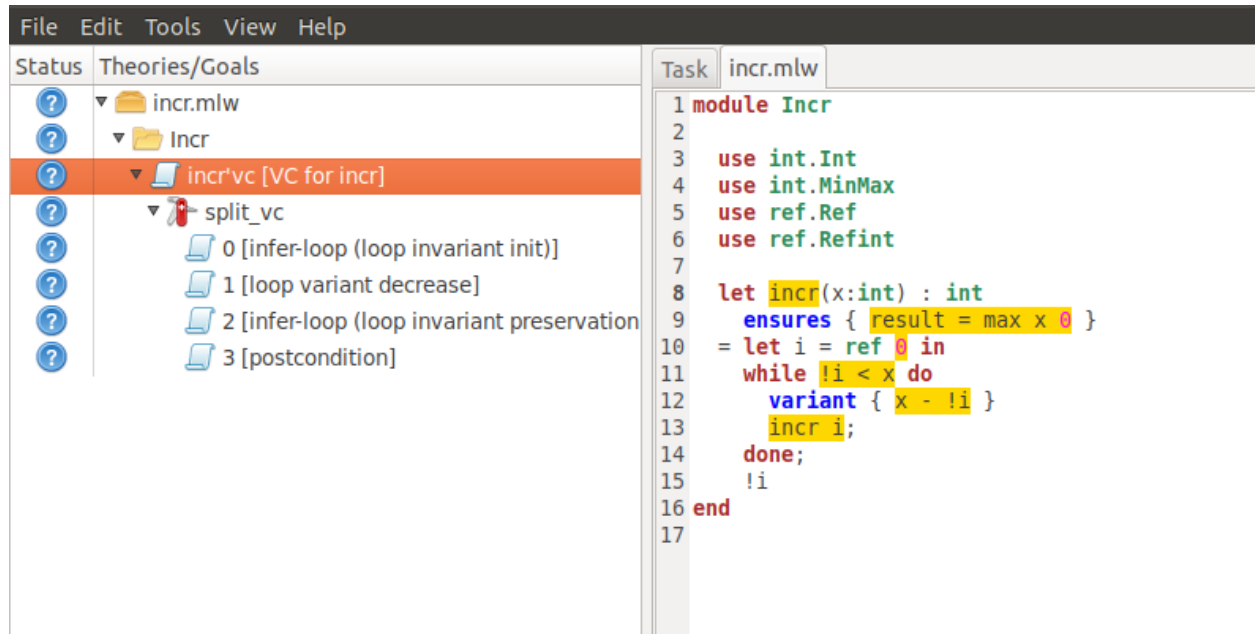 File Edit Tools View Help
Status Theories/Goals
incr.mlw
Incr
incr'vc [VC for incr]
split_vc
0 [infer-loop (loop invariant init)]
1 [loop variant decrease]
2 [infer-loop (loop invariant preservation
3 [postcondition]
Task incr.mlw
1 module Incr
2
3 use int.Int
4 use int.MinMax
5 use ref.Ref
6 use ref.Refint
7
8 let incr(x:int) : int
9 ensures { result = max x 0 }
10 = let i = ref 0 in
11 while !i < x do
12 variant { x - !i }
13 incr i;
14 done;
15 !i
16 end
17